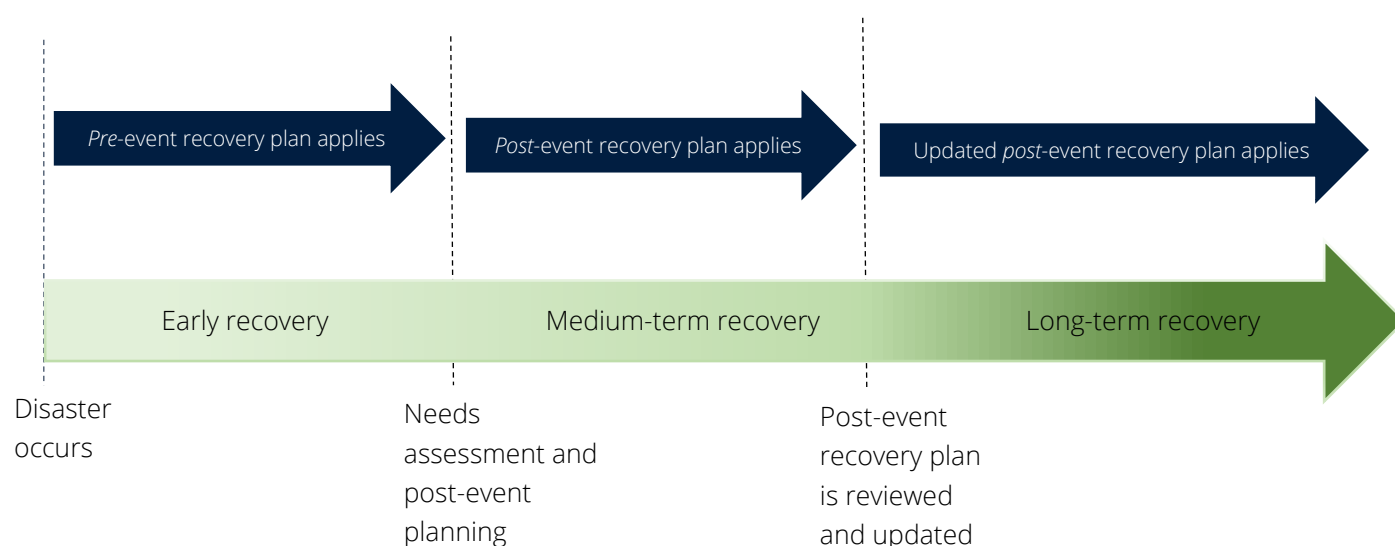 Pre-event recovery plan applies
Post-event recovery plan applies
Updated post-event recovery plan applies
Early recovery
Medium-term recovery
Long-term recovery
Disaster
occurs
Needs
assessment and
post-event
planning
Post-event
recovery plan
is reviewed
and updated